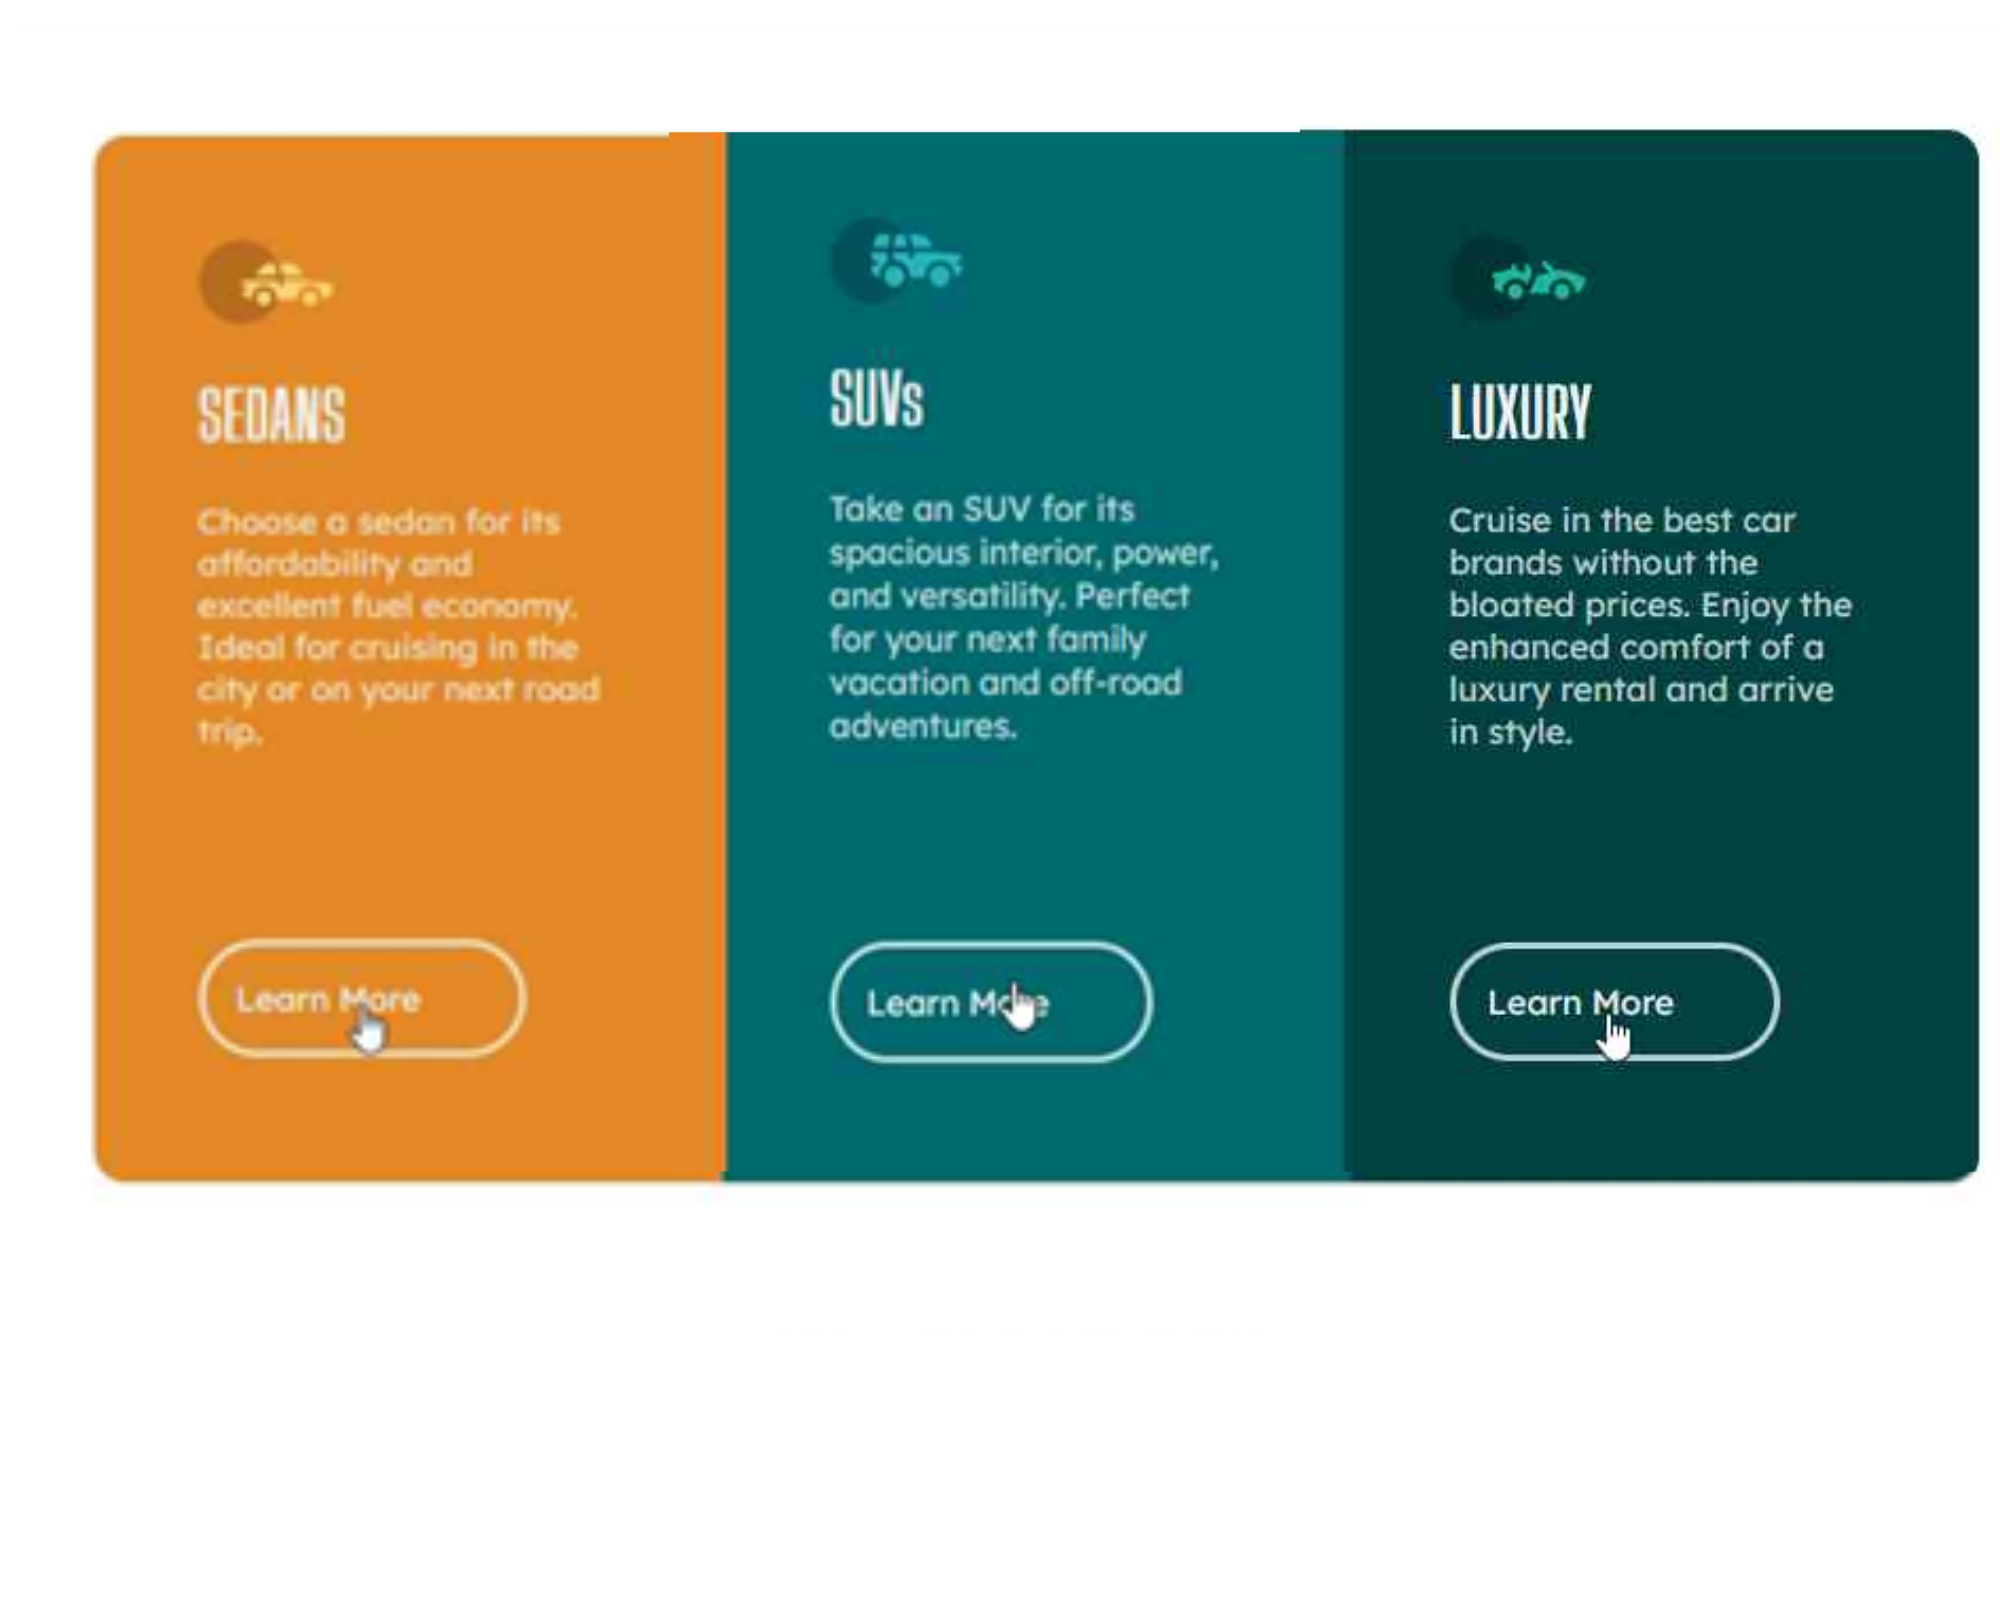 SEDANS
Choose a sedan for its
affordability and
excellent fuel economy.
Ideal for cruising in the
city or on your next road
trip.
Learn More
SUVs
Take an SUV for its
spacious interior, power,
and versatility. Perfect
for your next family
vacation and off-road
adventures.
Learn More
LUXURY
Cruise in the best car
brands without the
bloated prices. Enjoy the
enhanced comfort of a
luxury rental and arrive
in style.
Learn More